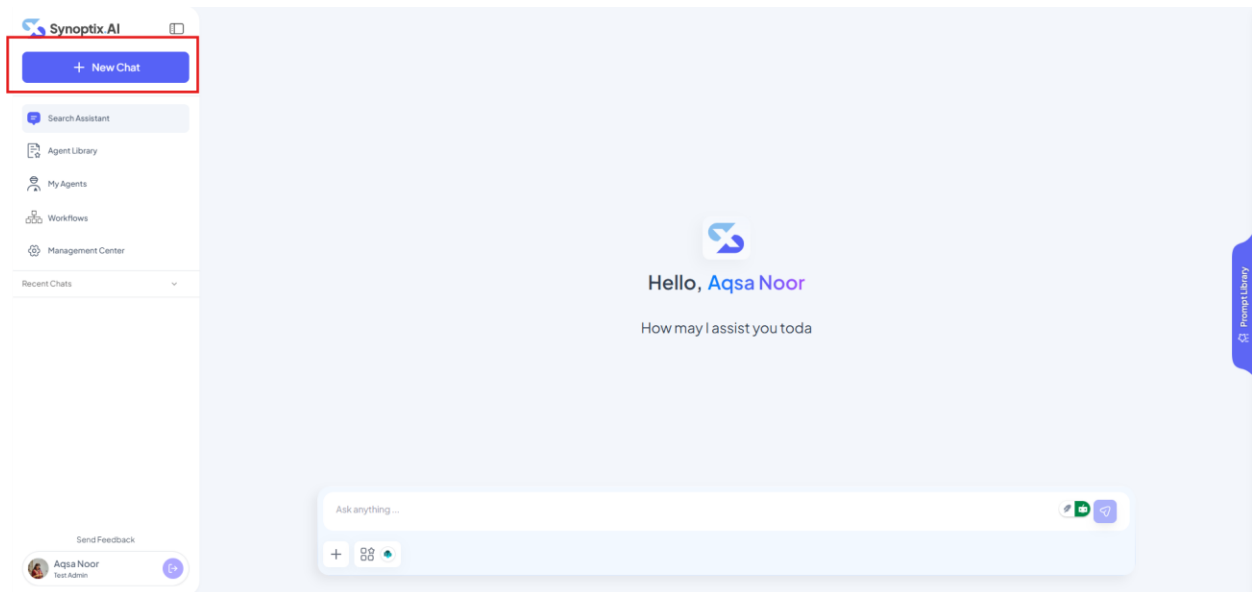 Synoptix.AI
+ New Chat
Search Assistant
Agent Library
My Agents
Workflows
Management Center
Recent Chats
Hello, Aqsa Noor
How may I assist you toda
Ask anything ...
Prompt Library
Send Feedback
Aqsa Noor
Test Admin